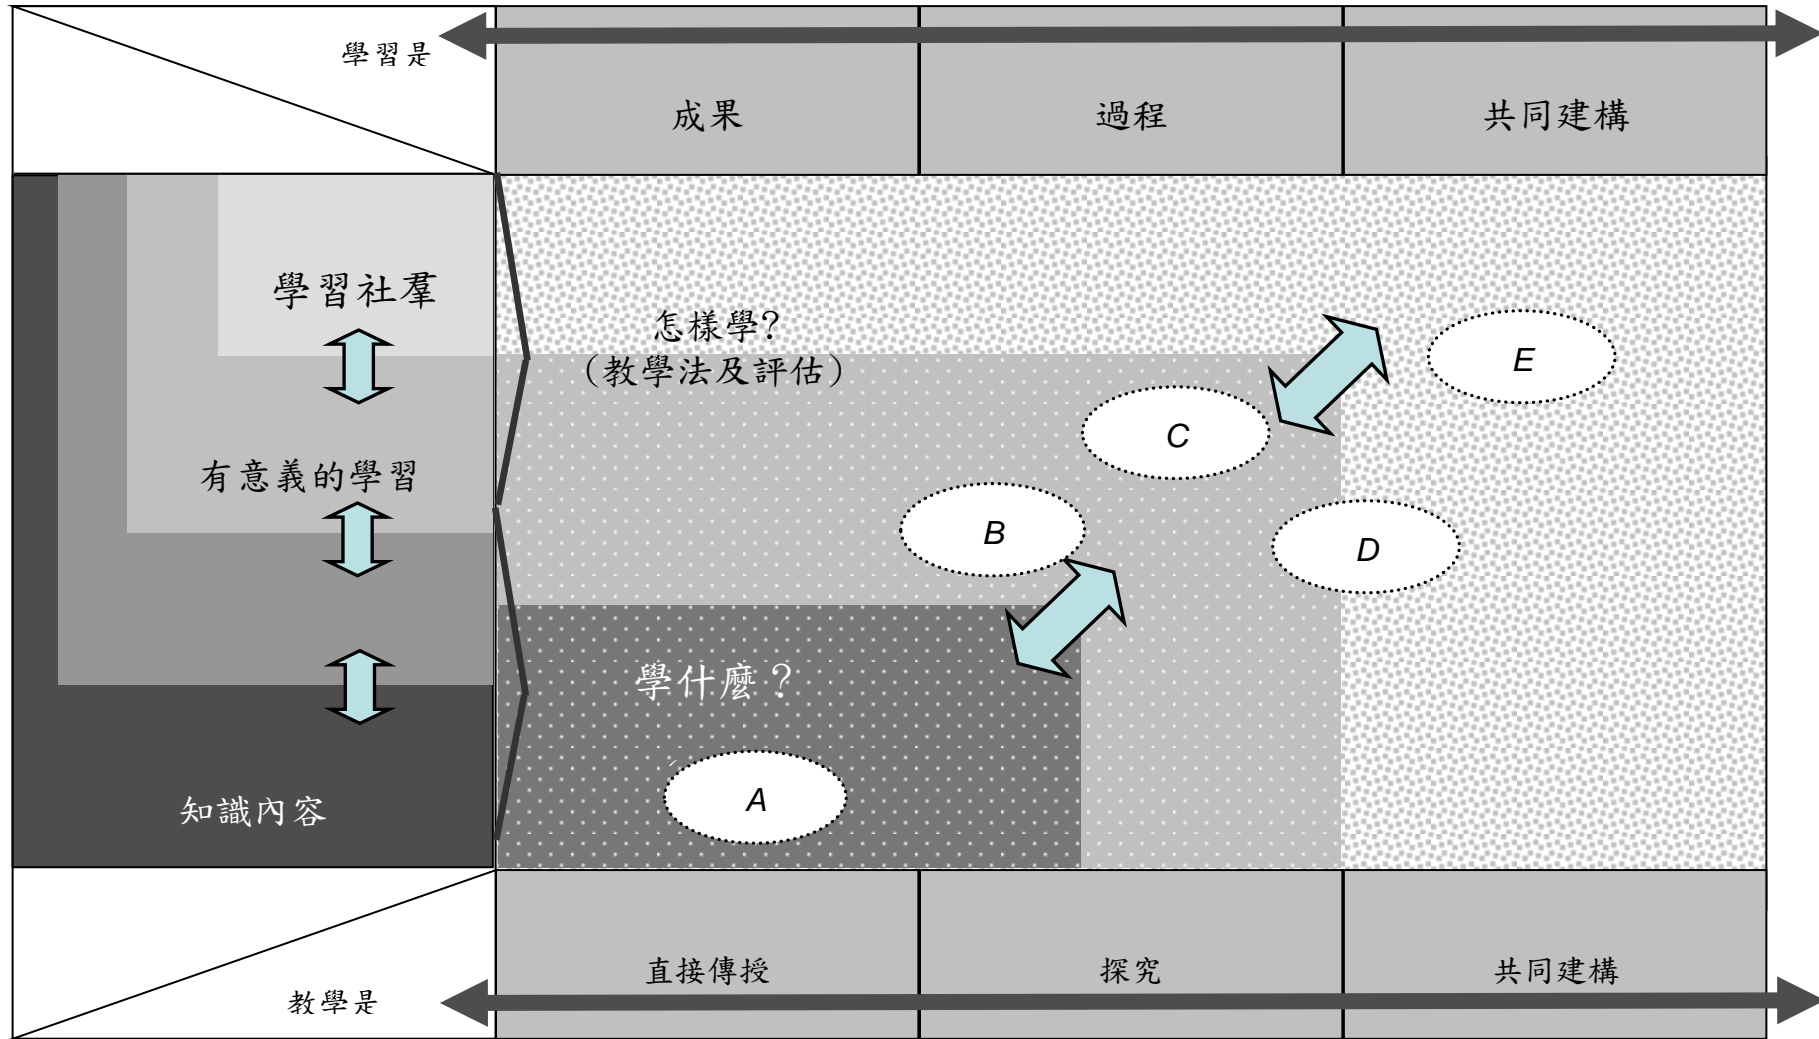 學習是
成果
過程
共同建構
學習社羣
怎樣學?
(教學法及評估)
E
C
有意義的學習
B
D
學什麼?
A
知識內容
直接傳授
探究
共同建構
教學是